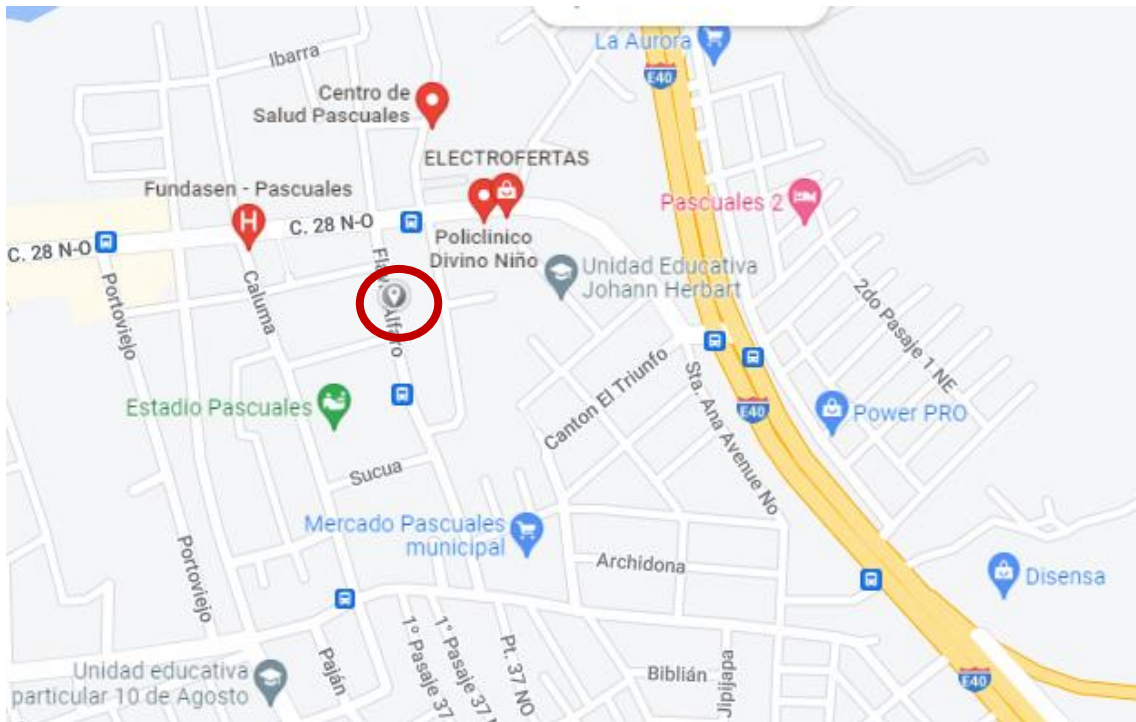 La Aurora
Ibarra
E40
Centro de
Salud Pascuales
ELECTROFERTAS
Fundasen - Pascuales
Pascuales 2
H
C. 28 N-O
C. 28 N-O
Policlinico
Divino Niño
Unidad Educativa
Johann Herbart
Portoviejo
Caluma
2do Pasaje 1 NE
Canton El Triunfo
Sta. Ana Avenue No
Estadio Pascuales
E40
Power PRO
Sucua
Mercado Pascuales
municipal
Portoviejo
Archidona
Disensa
1° Pasaje 37
1° Pasaje 37
Pt. 37 NO
Paján
Biblián
Jipijapa
E40
Unidad educativa
particular 10 de Agosto